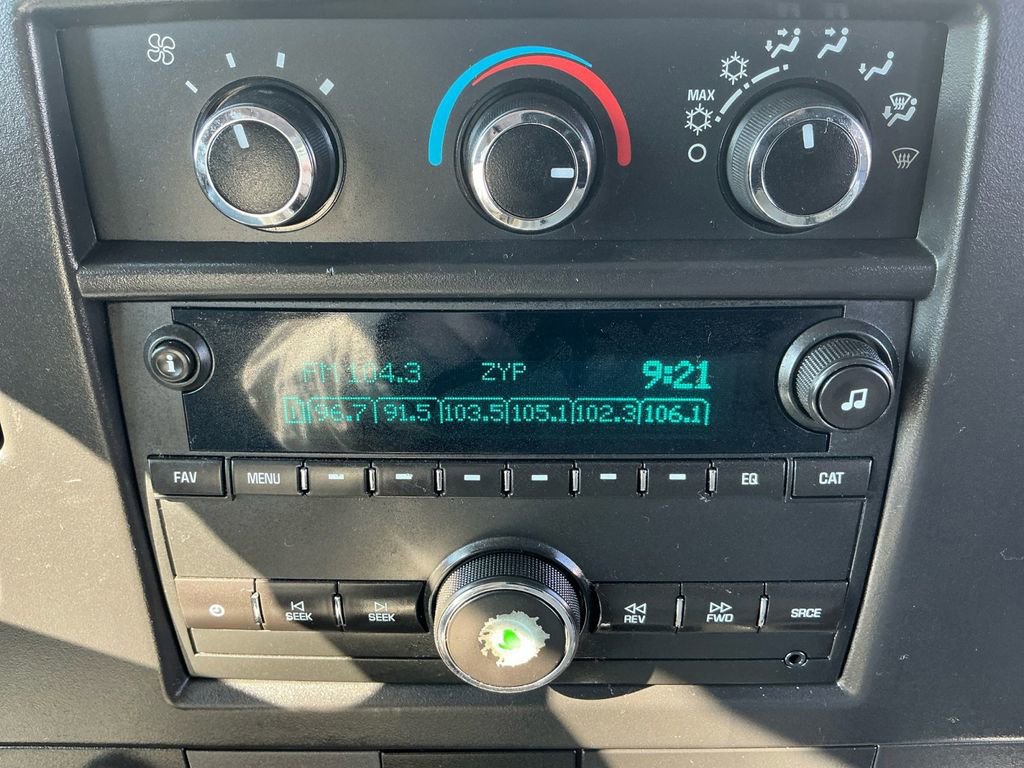 MAX
i
FM 104.3 ZYP 9:21
1 96.7 91.5 103.5 105.1 102.3 106.1
FAV MENU EQ CAT
SEEK SEEK REV FWD SRCE